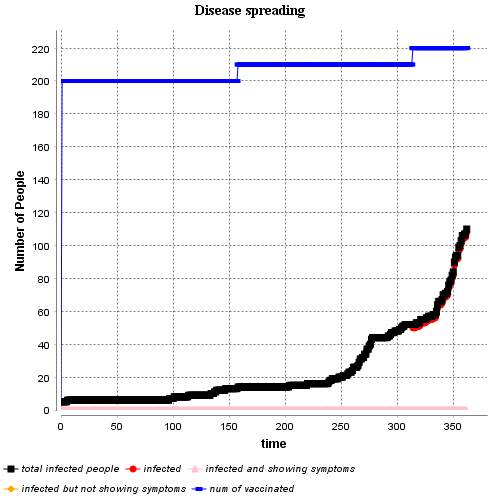 Disease spreading
220
200
180
160
140
120
100
80
60
40
20
0
Number of People
0 50 100 150 200 250 300 350
time
total infected people infected infected and showing symptoms
infected but not showing symptoms num of vaccinated